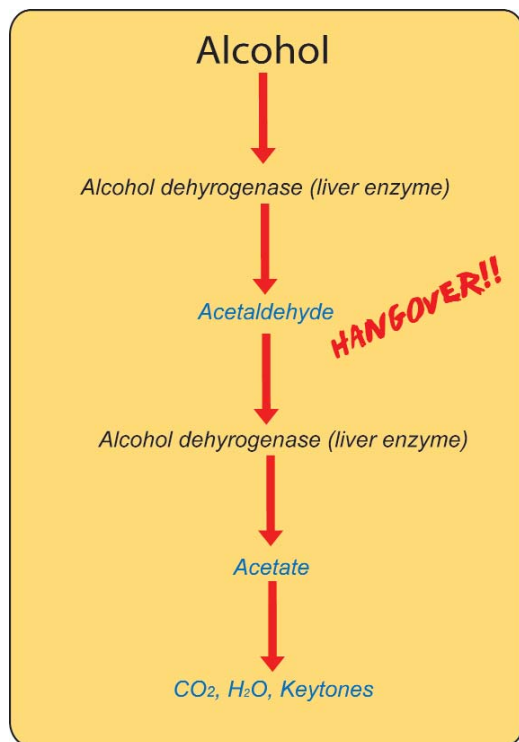 Alcohol
Alcohol dehyrogenase (liver enzyme)
Acetaldehyde
HANGOVER!!
Alcohol dehyrogenase (liver enzyme)
Acetate
CO₂, H₂O, Keytones